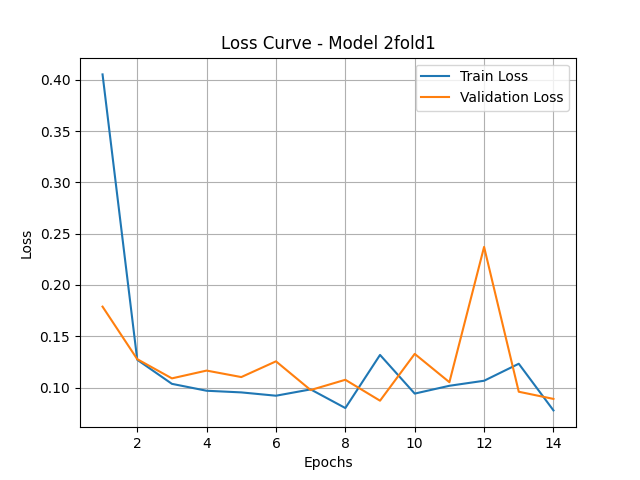 Loss Curve - Model 2fold1
Train Loss
Validation Loss
0.40
0.35
0.30
0.25
0.20
0.15
0.10
Loss
2 4 6 8 10 12 14
Epochs